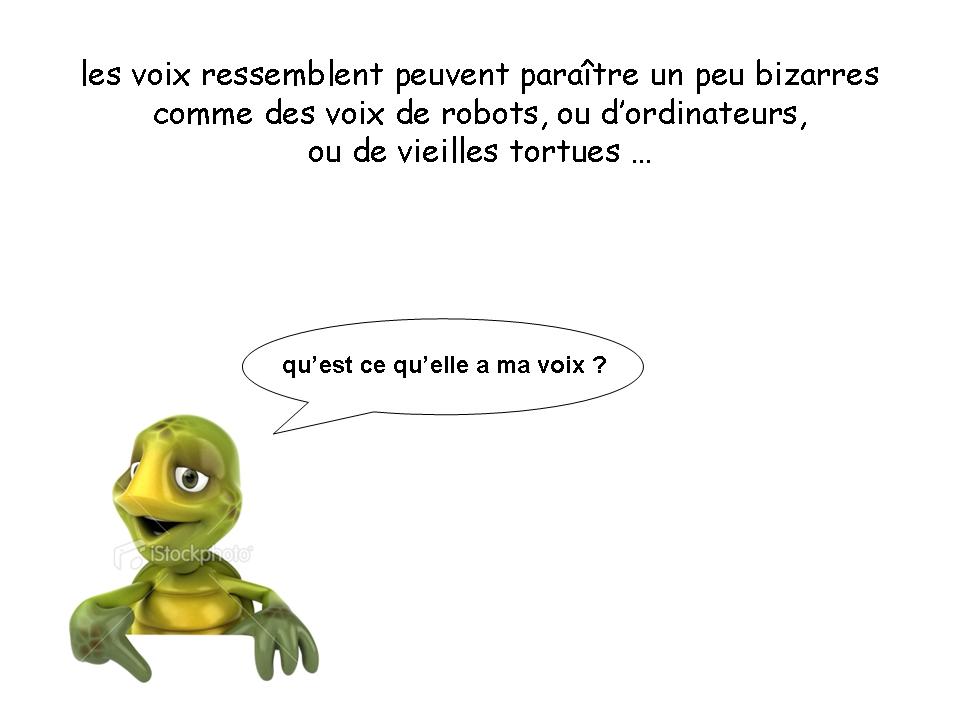 les voix ressemblent peuvent paraître un peu bizarres
comme des voix de robots, ou d’ordinateurs,
ou de vieilles tortues ...
qu’est ce qu’elle a ma voix ?
iStockphoto